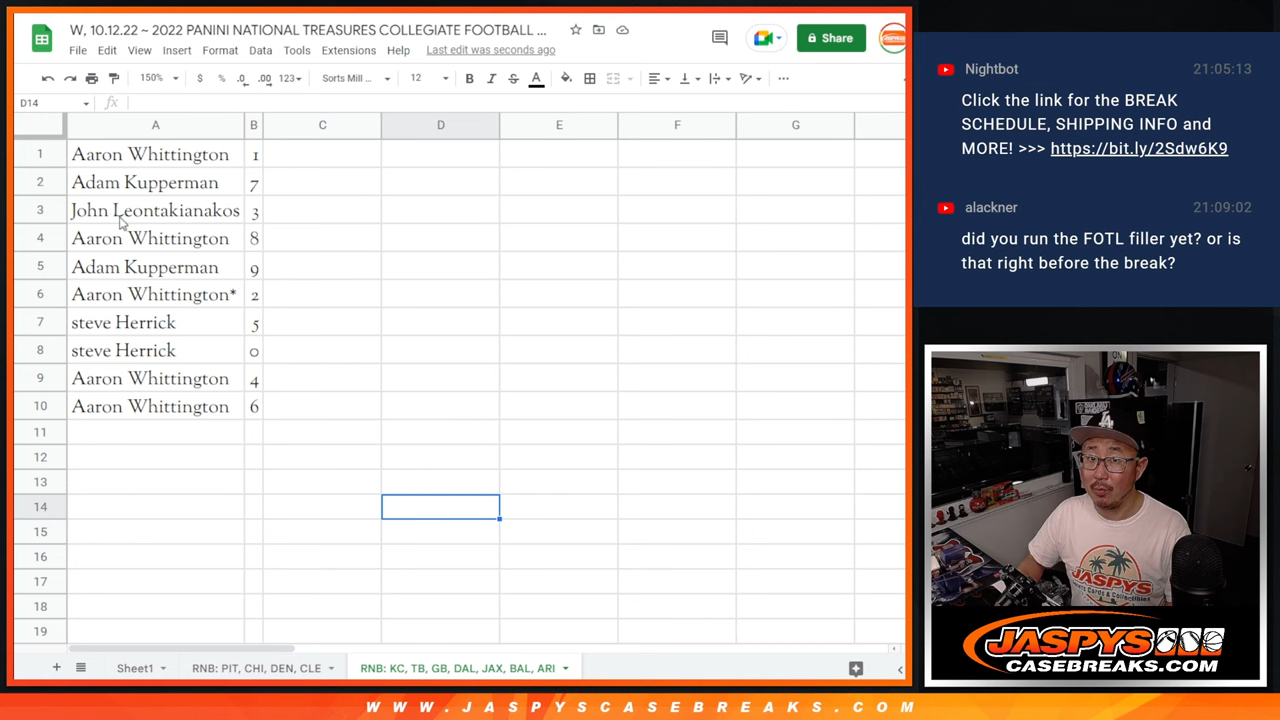 W, 10.12.22 ~ 2022 PANINI NATIONAL TREASURES COLLEGIATE FOOTBALL ...
File Edit View Insert Format Data Tools Extensions Help Last edit was seconds ago
Share
150% $ % .0 .00 123 Sorts Mill ... 12 B I S A
D14 fx
A B C D E F G
1 Aaron Whittington 1
2 Adam Kupperman 7
3 John Leontakianakos 3
4 Aaron Whittington 8
5 Adam Kupperman 9
6 Aaron Whittington* 2
7 steve Herrick 5
8 steve Herrick 0
9 Aaron Whittington 4
10 Aaron Whittington 6
11
12
13
14
15
16
17
18
19
Sheet1 RNB: PIT, CHI, DEN, CLE RNB: KC, TB, GB, DAL, JAX, BAL, ARI
Nightbot 21:05:13
Click the link for the BREAK
SCHEDULE, SHIPPING INFO and
MORE! >>> https://bit.ly/2Sdw6K9
alackner 21:09:02
did you run the FOTL filler yet? or is
that right before the break?
JASPYS
JASPYS
CASEBREAKS.COM
WWW.JASPYSCASEBREAKS.COM